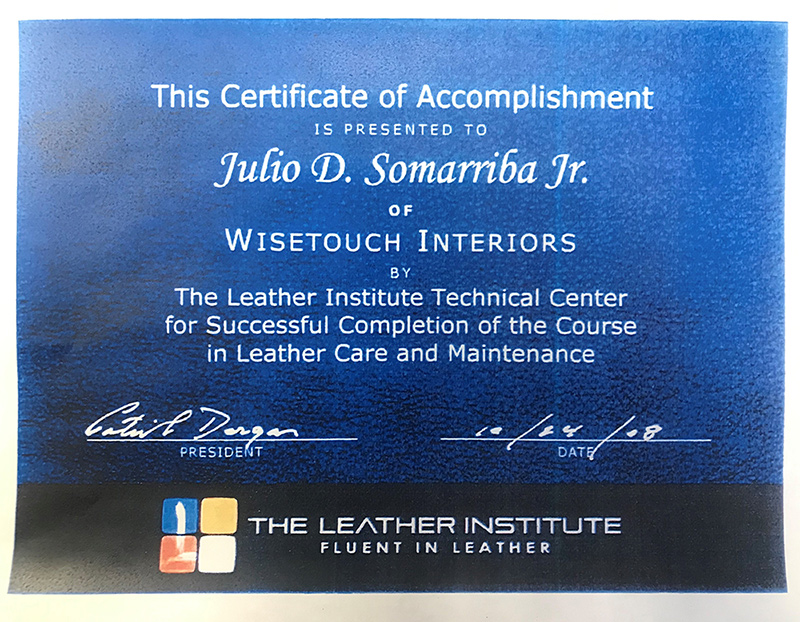 This Certificate of Accomplishment
IS PRESENTED TO
Julio D. Somarriba Jr.
OF
WISETOUCH INTERIORS
BY
The Leather Institute Technical Center
for Successful Completion of the Course
in Leather Care and Maintenance
Dorgan
PRESIDENT
DATE
THE LEATHER INSTITUTE
FLUENT IN LEATHER